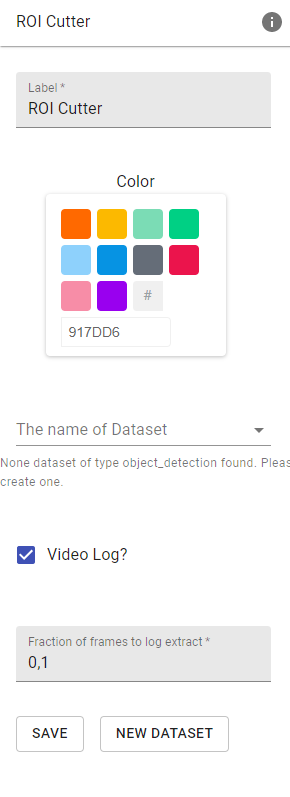 ROI Cutter
Label *
ROI Cutter
Color
#
917DD6
The name of Dataset
None dataset of type object_detection found. Pleas
create one.
Video Log?
Fraction of frames to log extract *
0,1
SAVE NEW DATASET